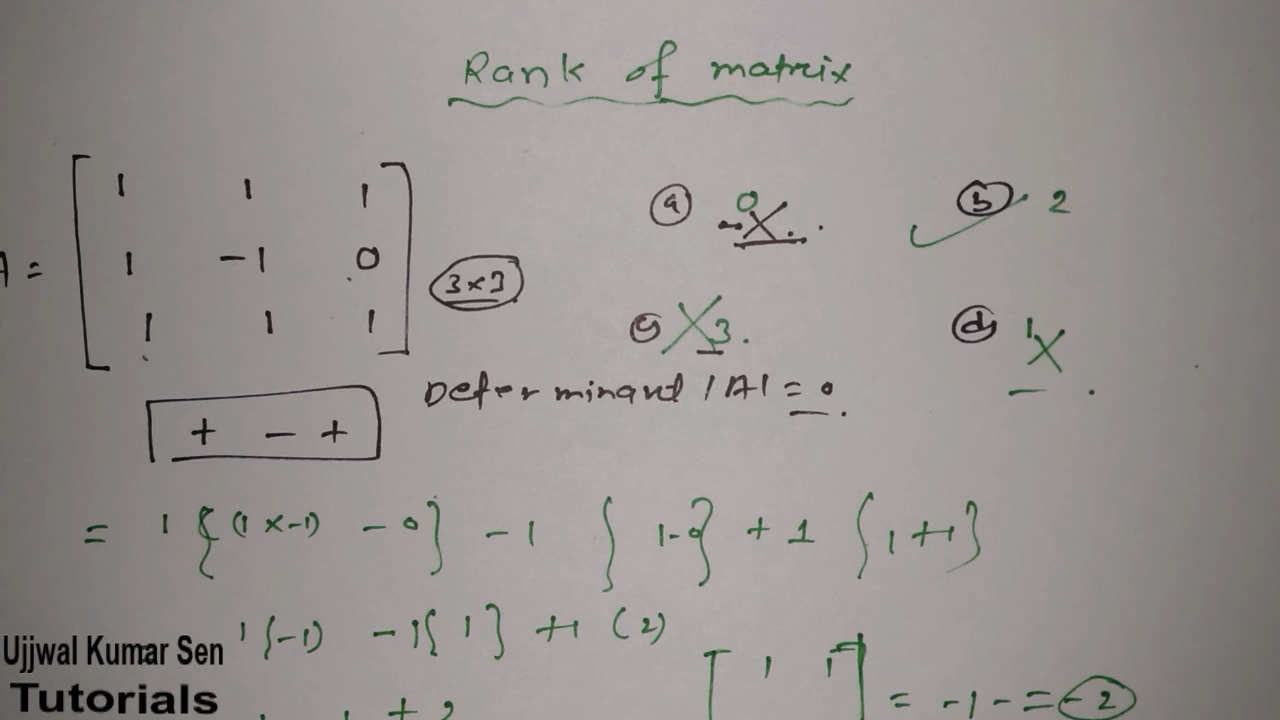 Rank of matrix
A = [ 1 1 1
1 -1 0
1 1 1 ] 3x3
(a) 0 (b) 2
(c) 3. (d) 1
Determinant |A| = 0.
+ - +
= 1 { (1 x -1) - 0 } - 1 { 1-0 } + 1 { 1+1 }
1 {-1) - 1 { 1 } + 1 (2)
[ 1 1 ] = -1 - = -2
+ 2
Ujjwal Kumar Sen
Tutorials